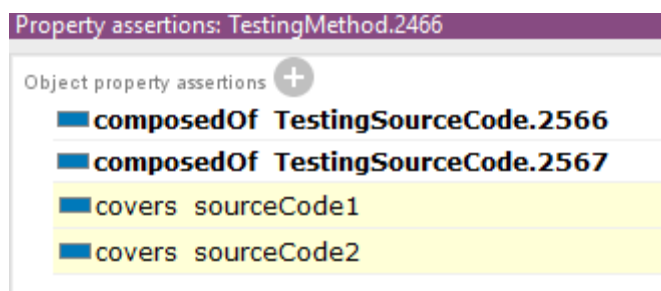 Property assertions: TestingMethod.2466
Object property assertions
composedOf TestingSourceCode.2566
composedOf TestingSourceCode.2567
covers sourceCode1
covers sourceCode2